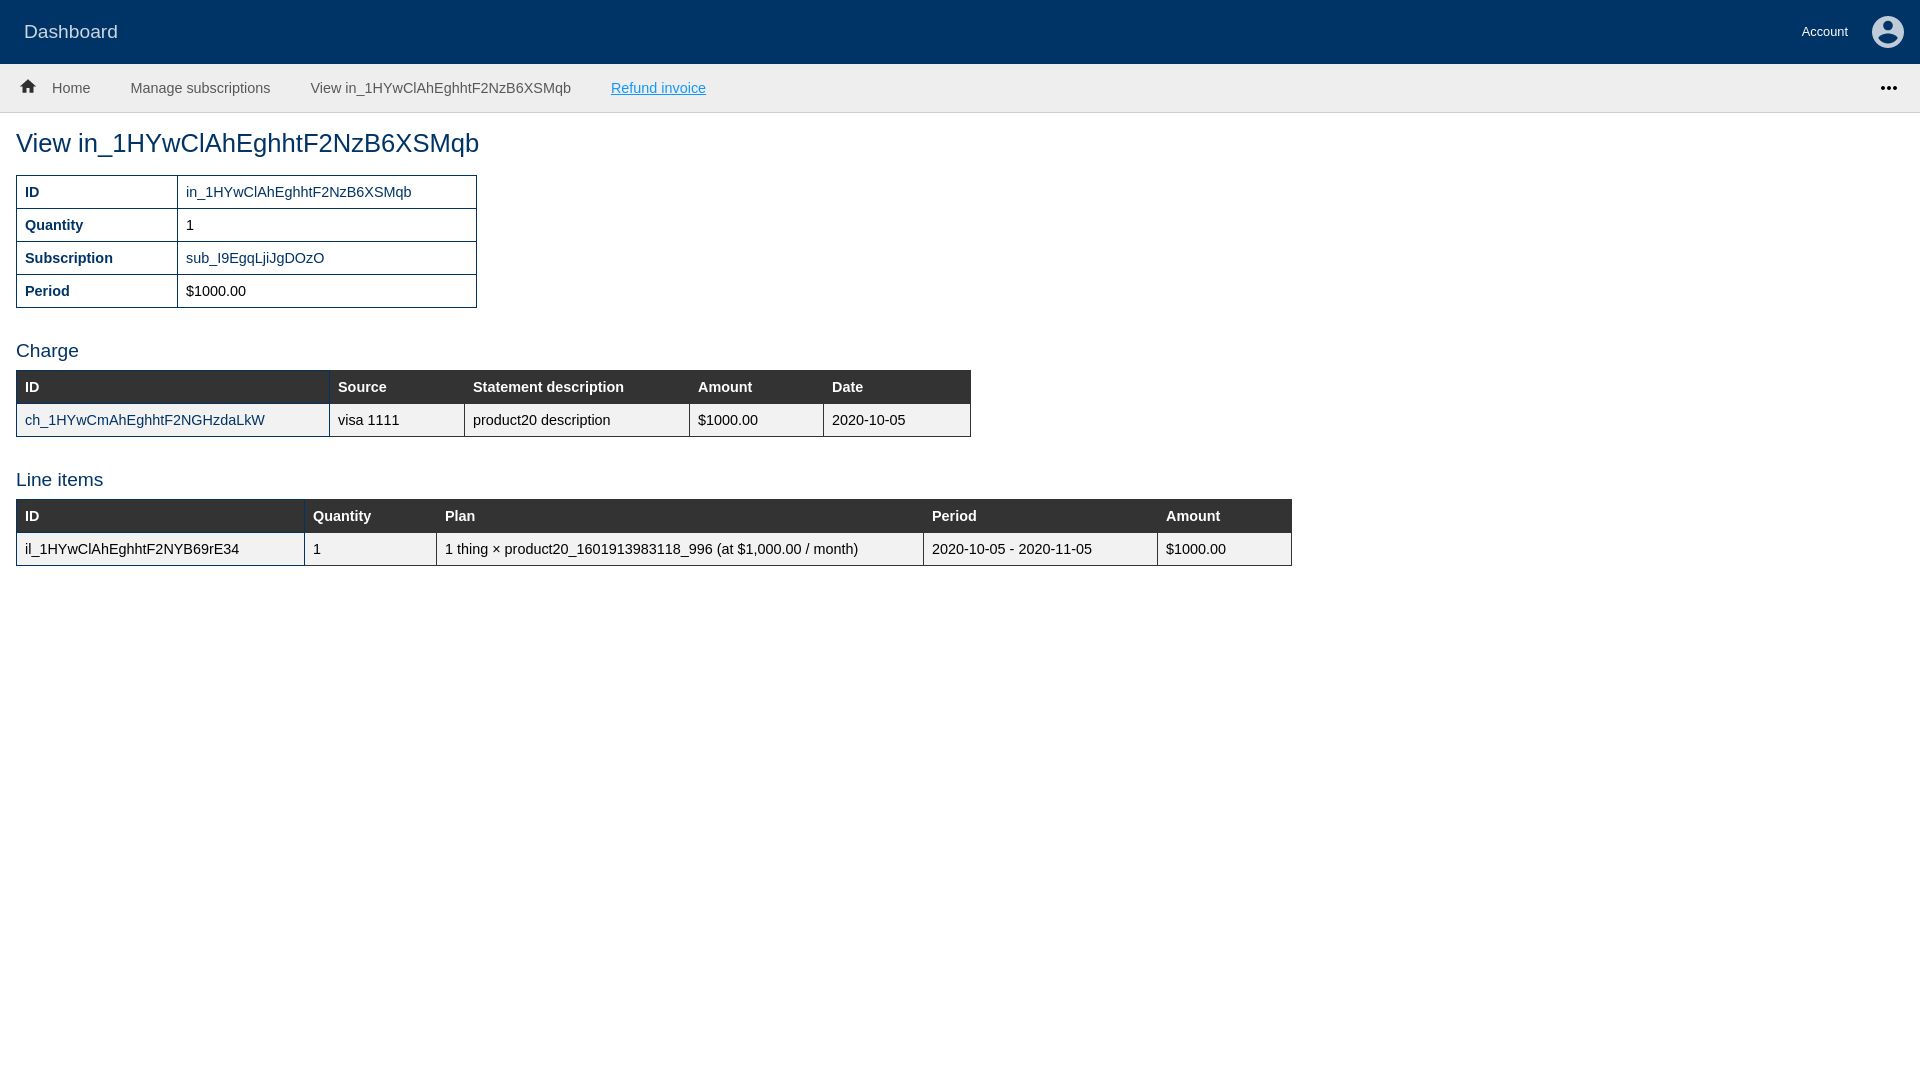 Dashboard
Account
Home Manage subscriptions View in_1HYwClAhEghhtF2NzB6XSMqb Refund invoice
View in_1HYwClAhEghhtF2NzB6XSMqb
ID in_1HYwClAhEghhtF2NzB6XSMqb
Quantity 1
Subscription sub_I9EgqLjiJgDOzO
Period $1000.00
Charge
ID Source Statement description Amount Date
ch_1HYwCmAhEghhtF2NGHzdaLkW visa 1111 product20 description $1000.00 2020-10-05
Line items
ID Quantity Plan Period Amount
il_1HYwClAhEghhtF2NYB69rE34 1 1 thing × product20_1601913983118_996 (at $1,000.00 / month) 2020-10-05 - 2020-11-05 $1000.00